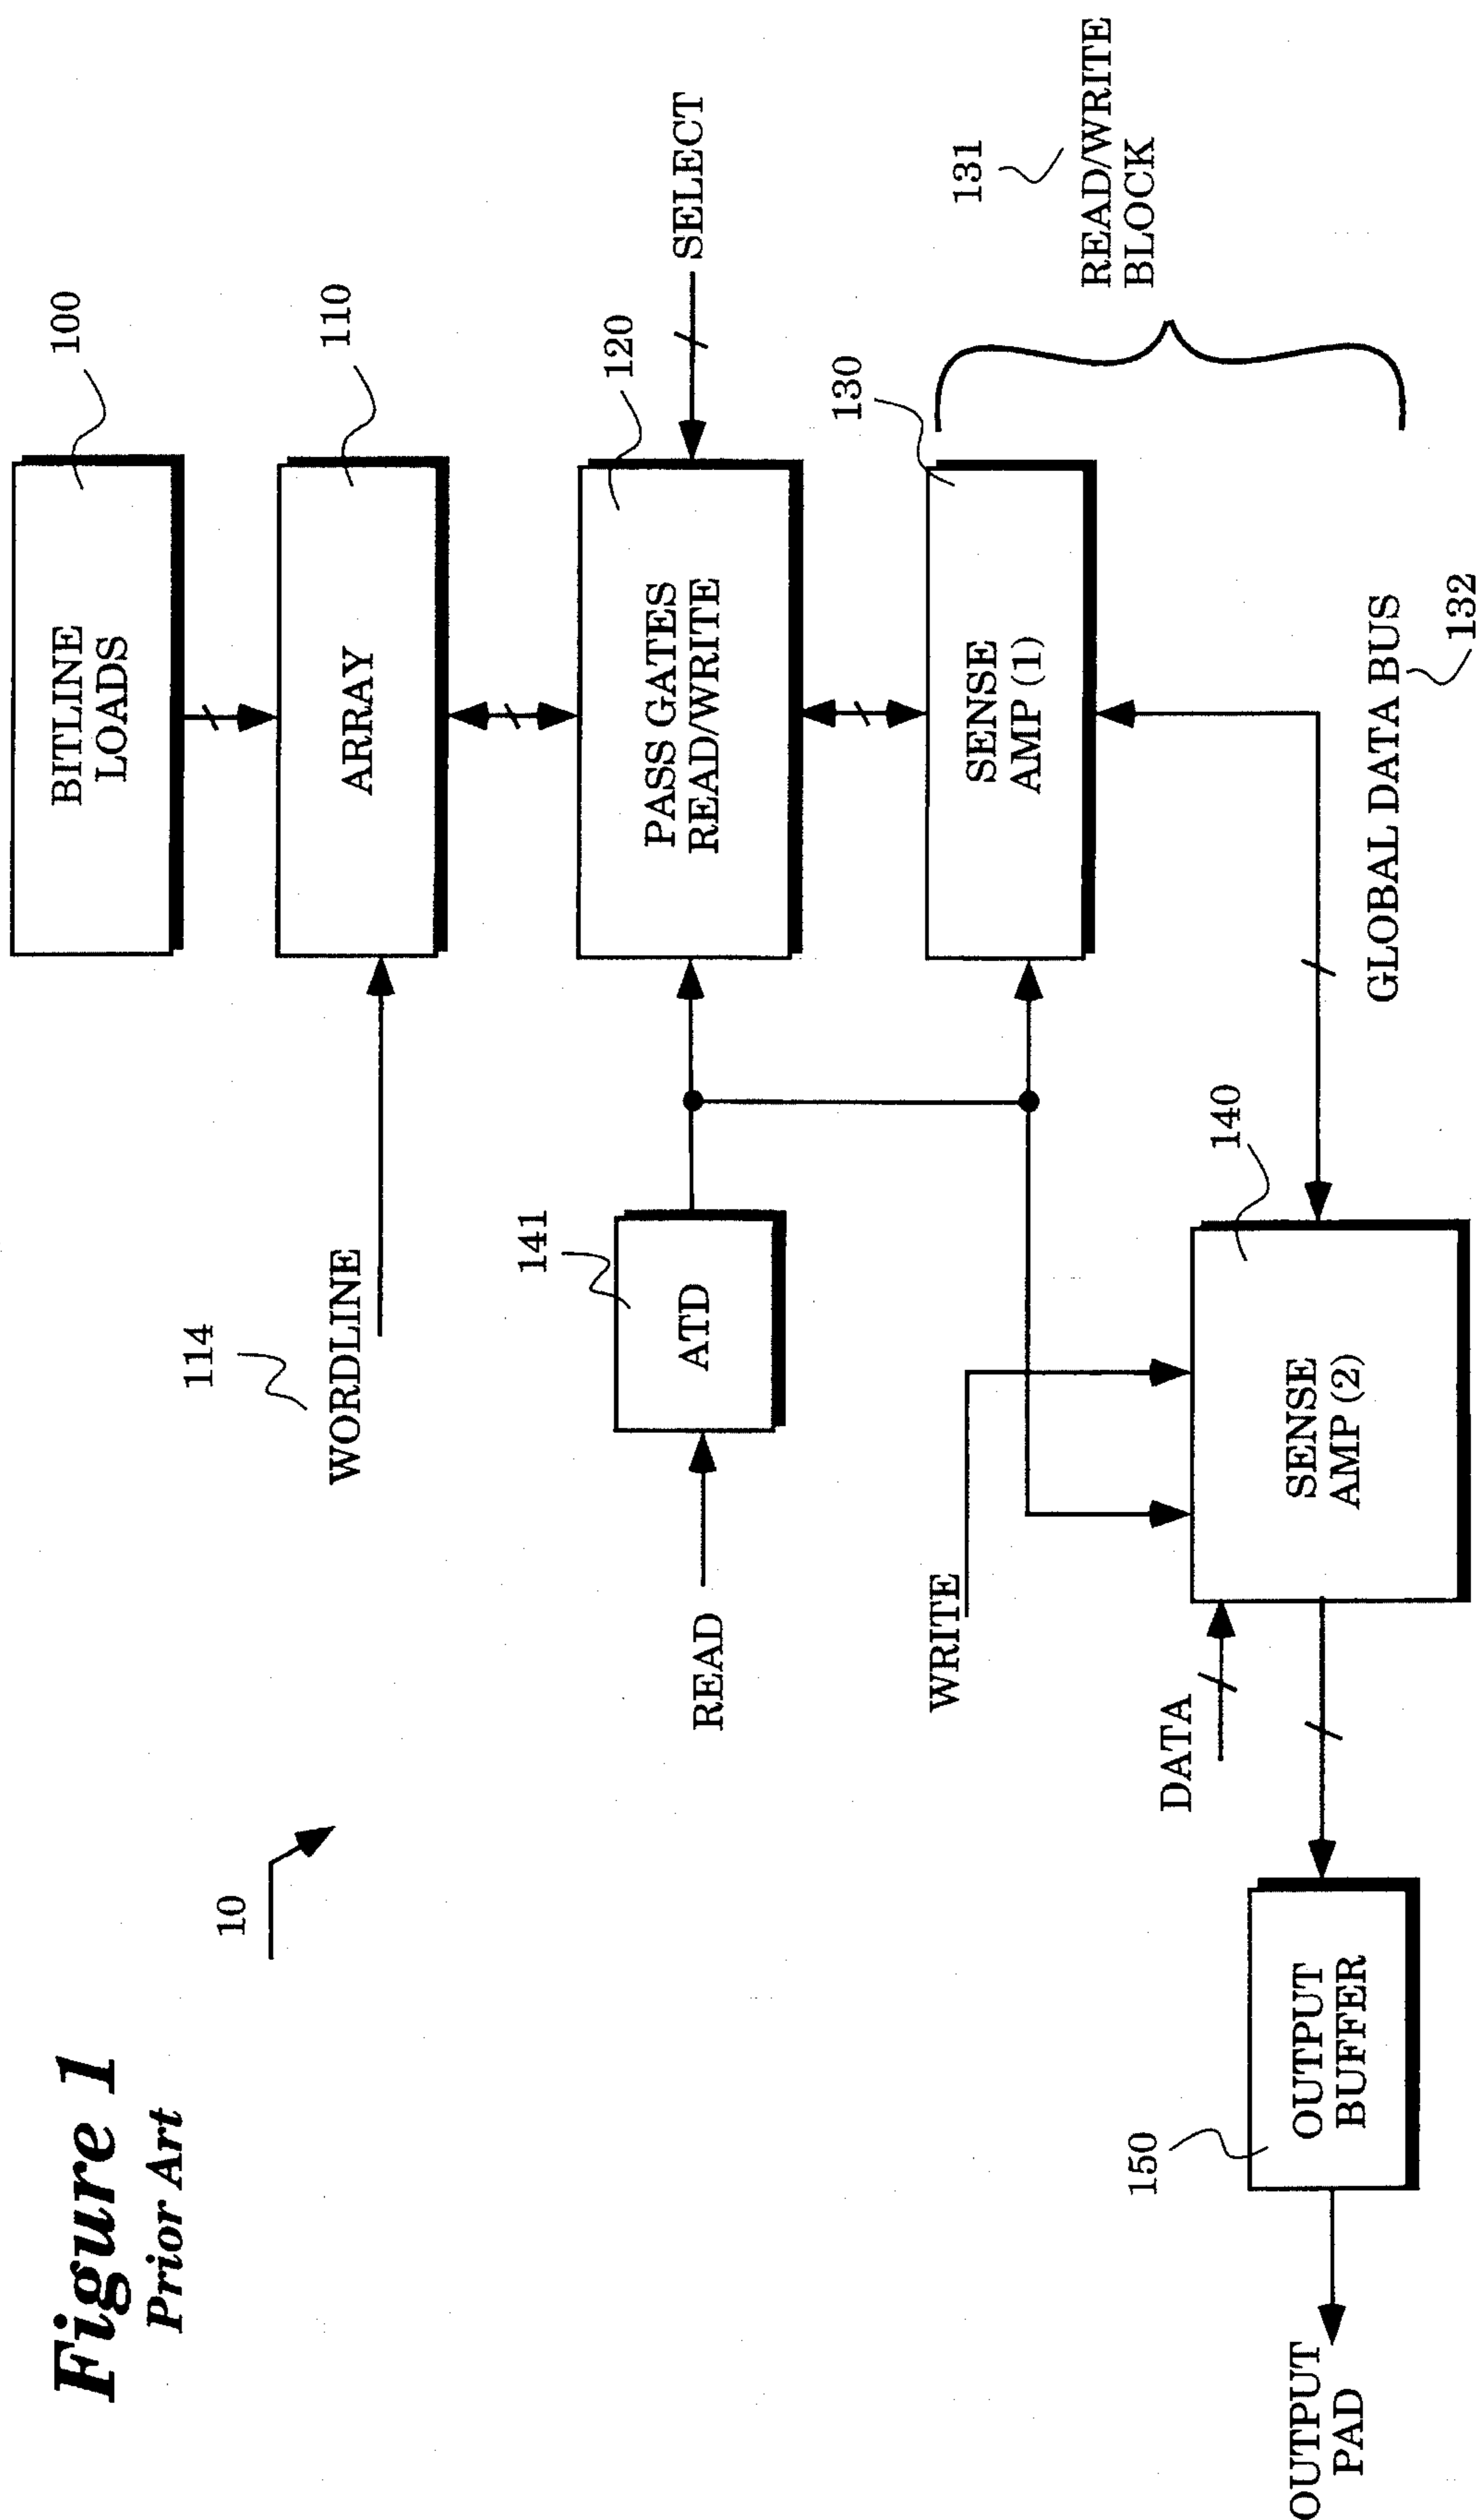 Figure 1
Prior Art
10
100
BITLINE
LOADS
114
WORDLINE
110
ARRAY
141
READ
ATD
120
PASS GATES
READ/WRITE
SELECT
WRITE
130
SENSE
AMP (1)
131
READ/WRITE
BLOCK
150
DATA
140
OUTPUT
PAD
OUTPUT
BUFFER
SENSE
AMP (2)
GLOBAL DATA BUS
132